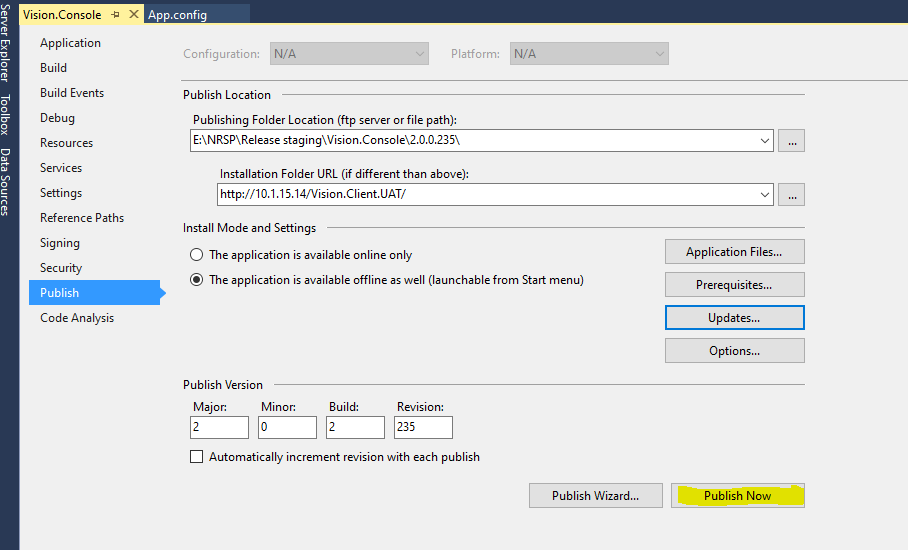 Vision.Console
App.config
Server Explorer
Toolbox
Data Sources
Application
Build
Build Events
Debug
Resources
Services
Settings
Reference Paths
Signing
Security
Publish
Code Analysis
Configuration: N/A Platform: N/A
Publish Location
Publishing Folder Location (ftp server or file path):
E:\NRSP\Release staging\Vision.Console\2.0.0.235\
...
Installation Folder URL (if different than above):
http://10.1.15.14/Vision.Client.UAT/
...
Install Mode and Settings
The application is available online only
The application is available offline as well (launchable from Start menu)
Application Files...
Prerequisites...
Updates...
Options...
Publish Version
Major: Minor: Build: Revision:
2 0 2 235
Automatically increment revision with each publish
Publish Wizard... Publish Now